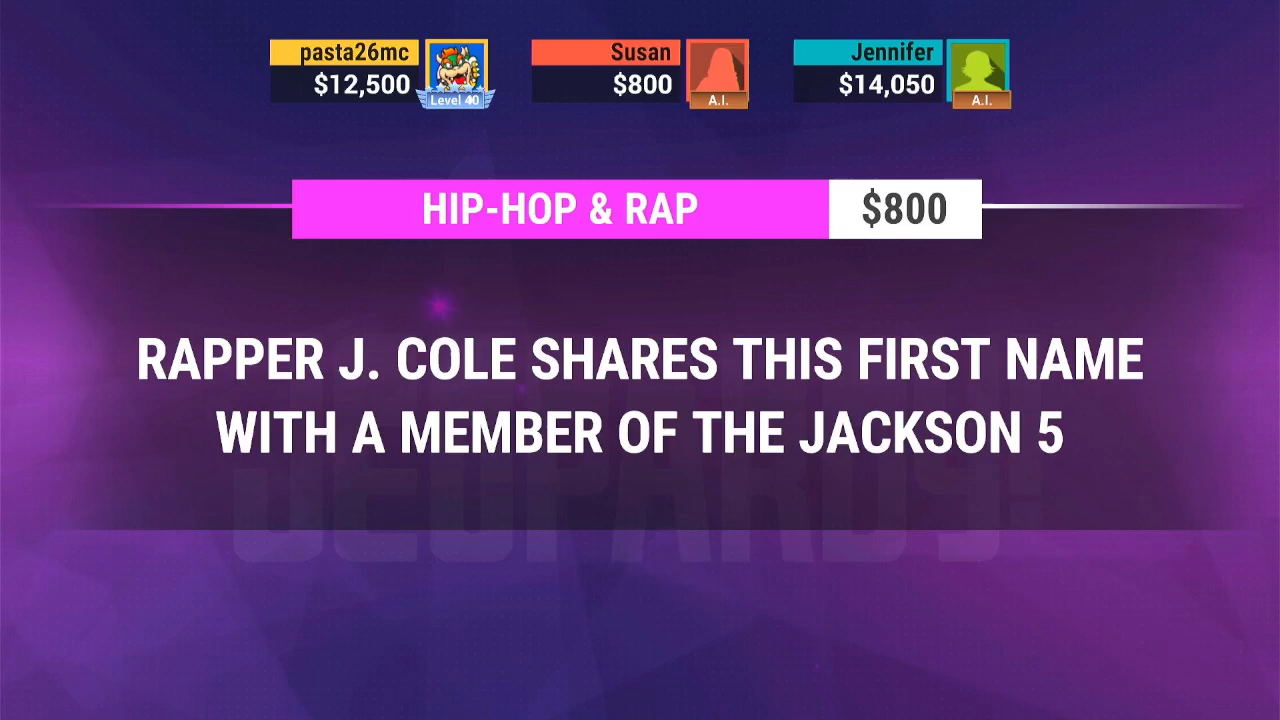 pasta26mc
$12,500
Level 40
Susan
$800
A.I.
Jennifer
$14,050
A.I.
HIP-HOP & RAP $800
RAPPER J. COLE SHARES THIS FIRST NAME
WITH A MEMBER OF THE JACKSON 5
JEOPARDY!